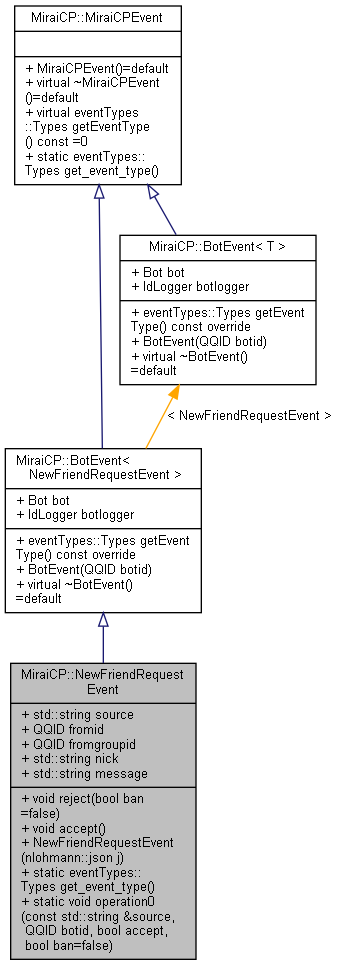 MiraiCP::MiraiCPEvent
+ MiraiCPEvent()=default
+ virtual ~MiraiCPEvent
()=default
+ virtual eventTypes
::Types getEventType
() const =0
+ static eventTypes::
Types get_event_type()
MiraiCP::BotEvent< T >
+ Bot bot
+ IdLogger botlogger
+ eventTypes::Types getEvent
Type() const override
+ BotEvent(QQID botid)
+ virtual ~BotEvent()
=default
< NewFriendRequestEvent >
MiraiCP::BotEvent<
NewFriendRequestEvent >
+ Bot bot
+ IdLogger botlogger
+ eventTypes::Types getEvent
Type() const override
+ BotEvent(QQID botid)
+ virtual ~BotEvent()
=default
MiraiCP::NewFriendRequest
Event
+ std::string source
+ QQID fromid
+ QQID fromgroupid
+ std::string nick
+ std::string message
+ void reject(bool ban
=false)
+ void accept()
+ NewFriendRequestEvent
(nlohmann::json j)
+ static eventTypes::
Types get_event_type()
+ static void operation0
(const std::string &source,
QQID botid, bool accept,
bool ban=false)